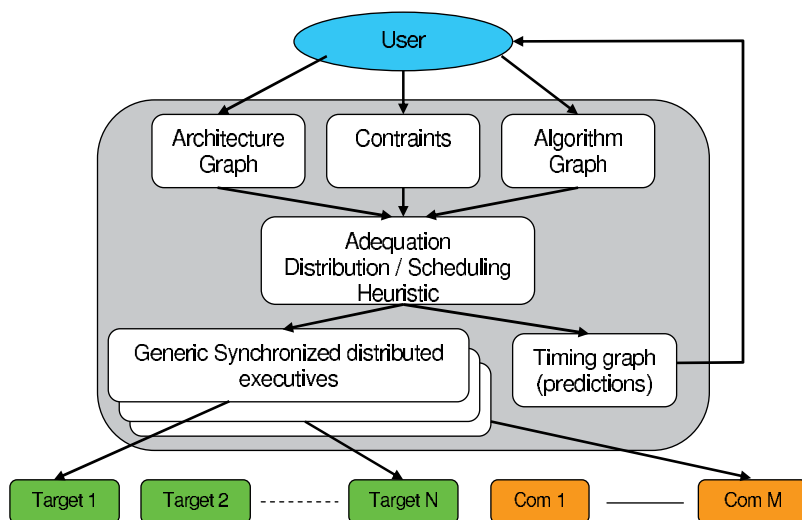 User
Architecture
Graph
Contraints
Algorithm
Graph
Adequation
Distribution / Scheduling
Heuristic
Generic Synchronized distributed
executives
Timing graph
(predictions)
Target 1
Target 2
Target N
Com 1
Com M